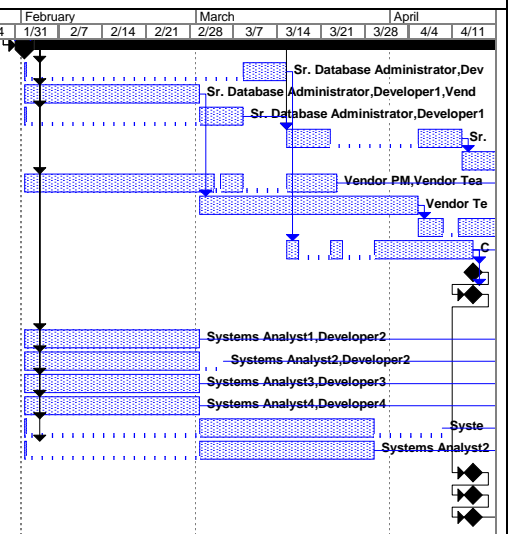 February March April
4 1/31 2/7 2/14 2/21 2/28 3/7 3/14 3/21 3/28 4/4 4/11
Sr. Database Administrator,Dev
Sr. Database Administrator,Developer1,Vend
Sr. Database Administrator,Developer1
Sr.
Vendor PM,Vendor Tea
Vendor Te
C
Systems Analyst1,Developer2
Systems Analyst2,Developer2
Systems Analyst3,Developer3
Systems Analyst4,Developer4
Syste
Systems Analyst2